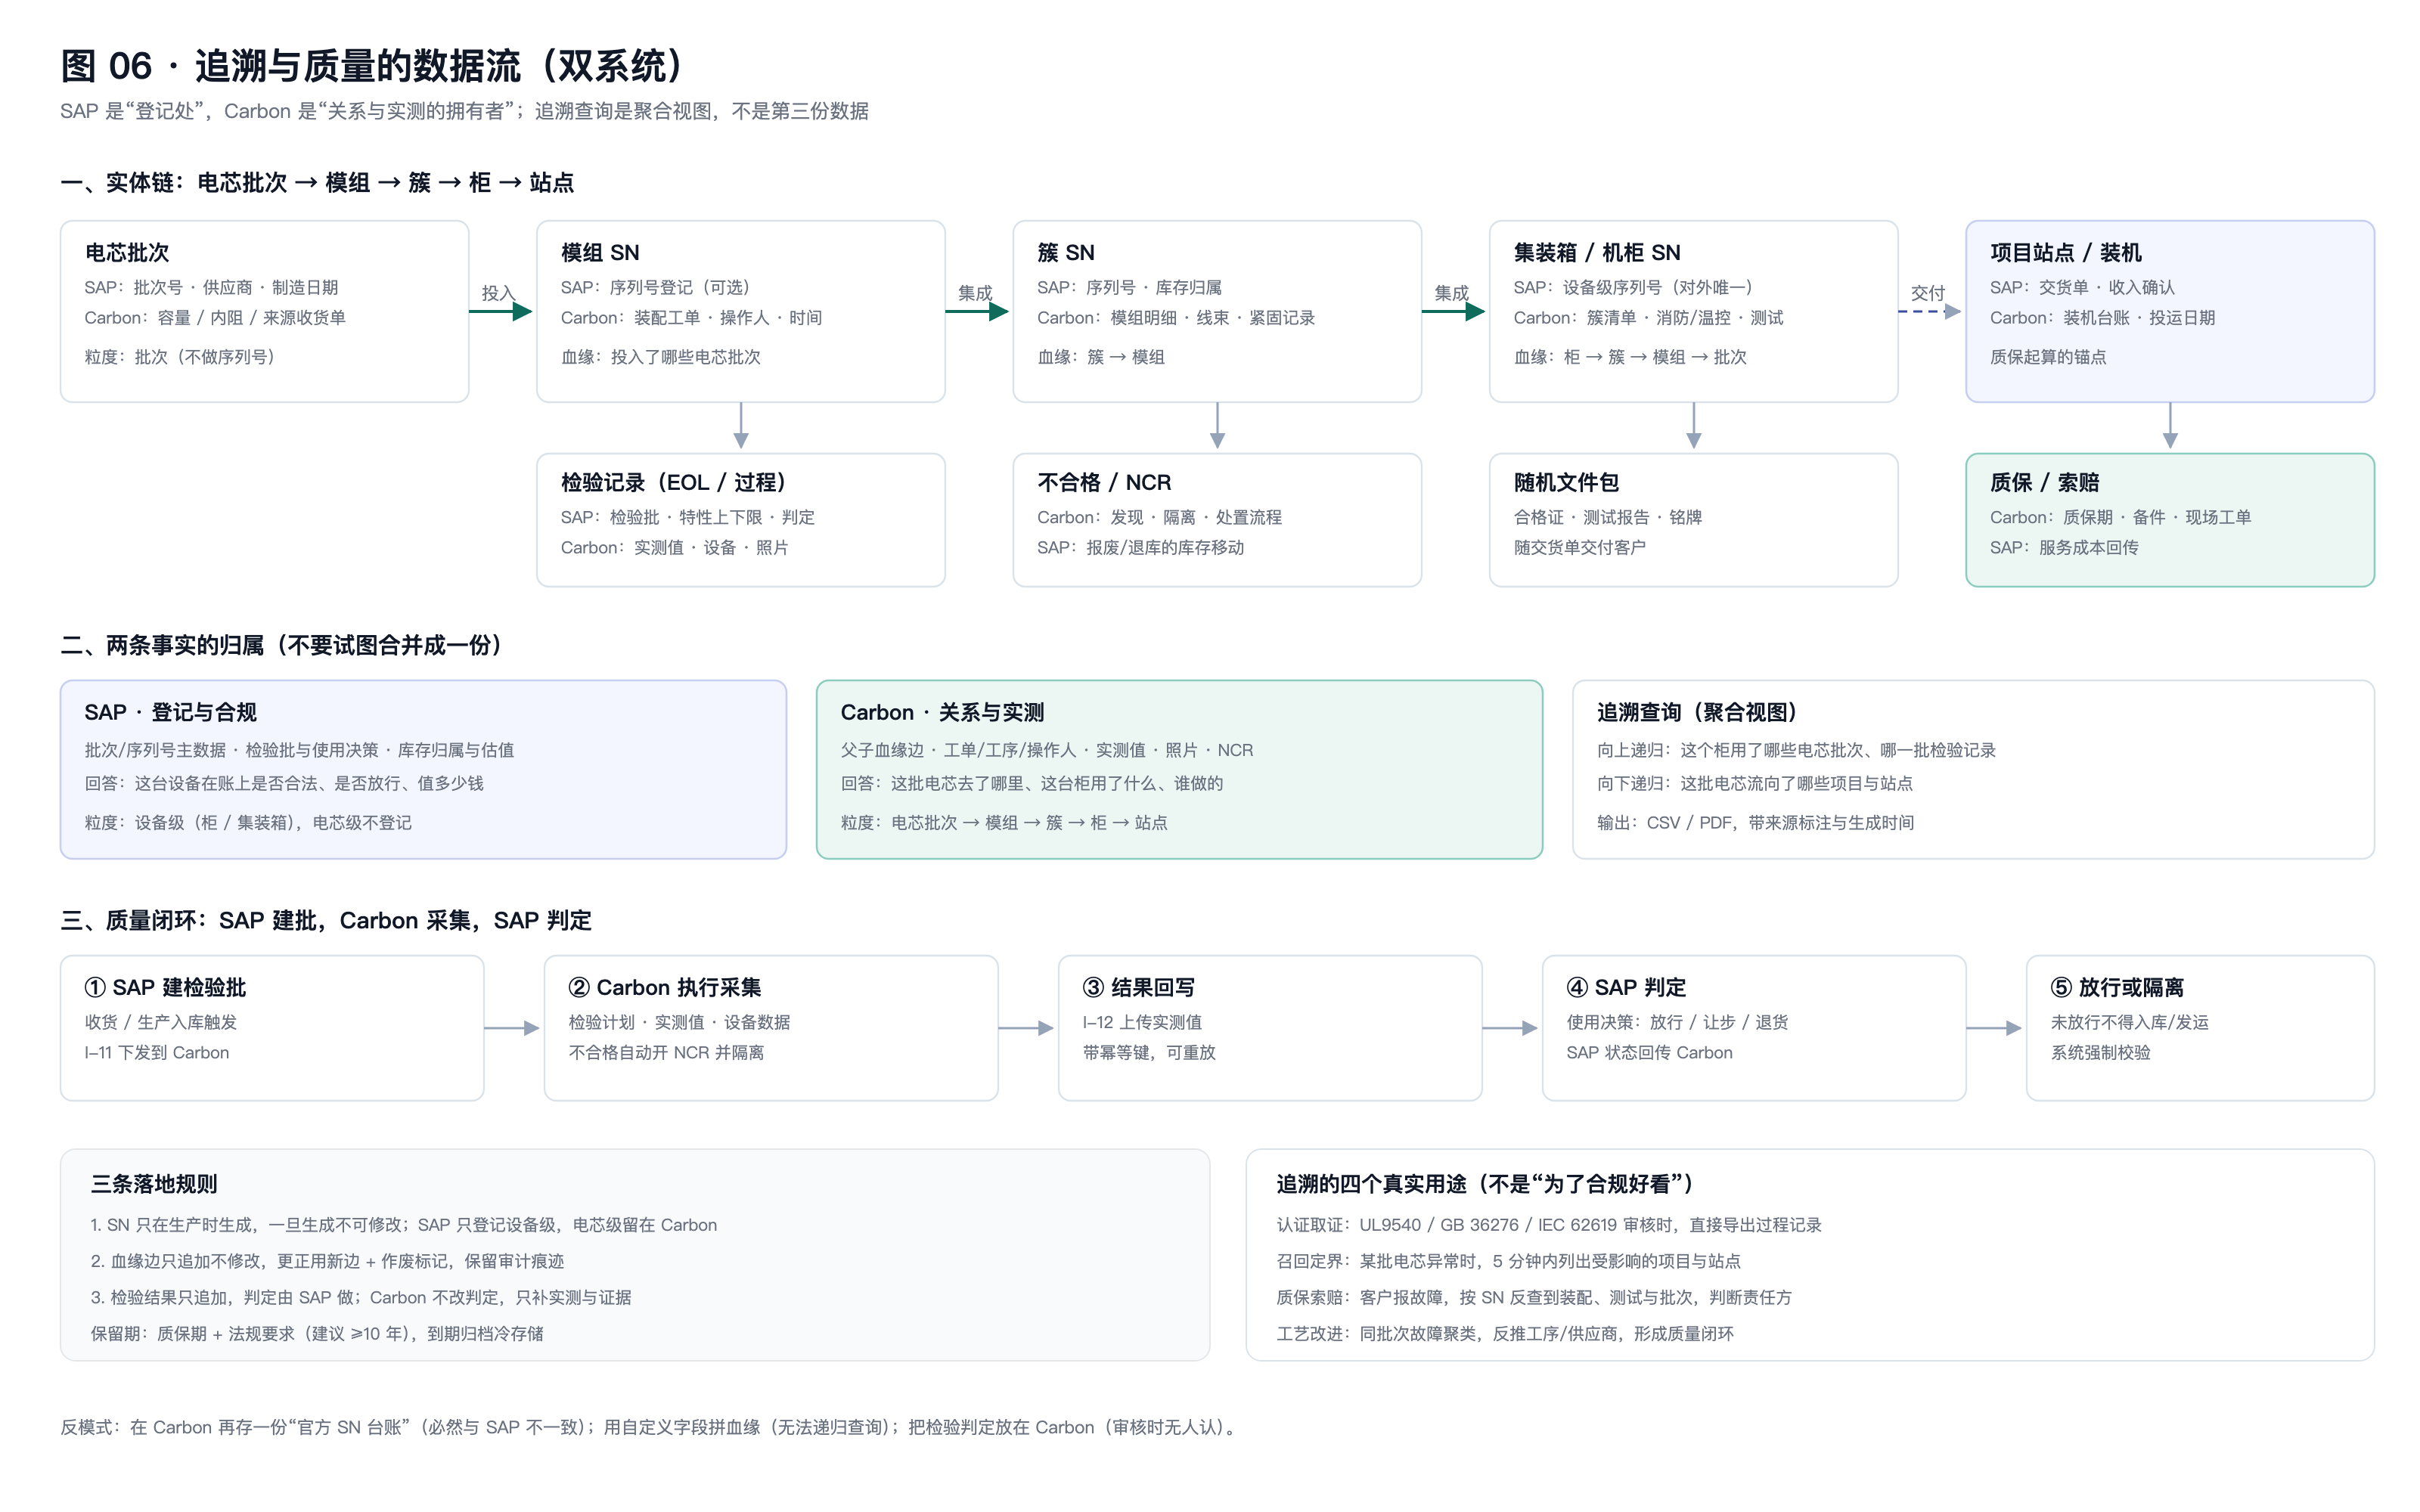 图 06 · 追溯与质量的数据流（双系统）
SAP 是“登记处”，Carbon 是“关系与实测的拥有者”；追溯查询是聚合视图，不是第三份数据
一、实体链：电芯批次 → 模组 → 簇 → 柜 → 站点
电芯批次
SAP：批次号 · 供应商 · 制造日期
Carbon：容量 / 内阻 / 来源收货单
粒度：批次（不做序列号）
投入
模组 SN
SAP：序列号登记（可选）
Carbon：装配工单 · 操作人 · 时间
血缘：投入了哪些电芯批次
集成
簇 SN
SAP：序列号 · 库存归属
Carbon：模组明细 · 线束 · 紧固记录
血缘：簇 → 模组
集成
集装箱 / 机柜 SN
SAP：设备级序列号（对外唯一）
Carbon：簇清单 · 消防/温控 · 测试
血缘：柜 → 簇 → 模组 → 批次
交付
项目站点 / 装机
SAP：交货单 · 收入确认
Carbon：装机台账 · 投运日期
质保起算的锚点
检验记录（EOL / 过程）
SAP：检验批 · 特性上下限 · 判定
Carbon：实测值 · 设备 · 照片
不合格 / NCR
Carbon：发现 · 隔离 · 处置流程
SAP：报废/退库的库存移动
随机文件包
合格证 · 测试报告 · 铭牌
随交货单交付客户
质保 / 索赔
Carbon：质保期 · 备件 · 现场工单
SAP：服务成本回传
二、两条事实的归属（不要试图合并成一份）
SAP · 登记与合规
批次/序列号主数据 · 检验批与使用决策 · 库存归属与估值
回答：这台设备在账上是否合法、是否放行、值多少钱
粒度：设备级（柜 / 集装箱），电芯级不登记
Carbon · 关系与实测
父子血缘边 · 工单/工序/操作人 · 实测值 · 照片 · NCR
回答：这批电芯去了哪里、这台柜用了什么、谁做的
粒度：电芯批次 → 模组 → 簇 → 柜 → 站点
追溯查询（聚合视图）
向上递归：这个柜用了哪些电芯批次、哪一批检验记录
向下递归：这批电芯流向了哪些项目与站点
输出：CSV / PDF，带来源标注与生成时间
三、质量闭环：SAP 建批，Carbon 采集，SAP 判定
① SAP 建检验批
收货 / 生产入库触发
I-11 下发到 Carbon
② Carbon 执行采集
检验计划 · 实测值 · 设备数据
不合格自动开 NCR 并隔离
③ 结果回写
I-12 上传实测值
带幂等键，可重放
④ SAP 判定
使用决策：放行 / 让步 / 退货
SAP 状态回传 Carbon
⑤ 放行或隔离
未放行不得入库/发运
系统强制校验
三条落地规则
1. SN 只在生产时生成，一旦生成不可修改；SAP 只登记设备级，电芯级留在 Carbon
2. 血缘边只追加不修改，更正用新边 + 作废标记，保留审计痕迹
3. 检验结果只追加，判定由 SAP 做；Carbon 不改判定，只补实测与证据
保留期：质保期 + 法规要求（建议 ≥10 年），到期归档冷存储
追溯的四个真实用途（不是“为了合规好看”）
认证取证：UL9540 / GB 36276 / IEC 62619 审核时，直接导出过程记录
召回定界：某批电芯异常时，5 分钟内列出受影响的项目与站点
质保索赔：客户报故障，按 SN 反查到装配、测试与批次，判断责任方
工艺改进：同批次故障聚类，反推工序/供应商，形成质量闭环
反模式：在 Carbon 再存一份“官方 SN 台账”（必然与 SAP 不一致）；用自定义字段拼血缘（无法递归查询）；把检验判定放在 Carbon（审核时无人认）。